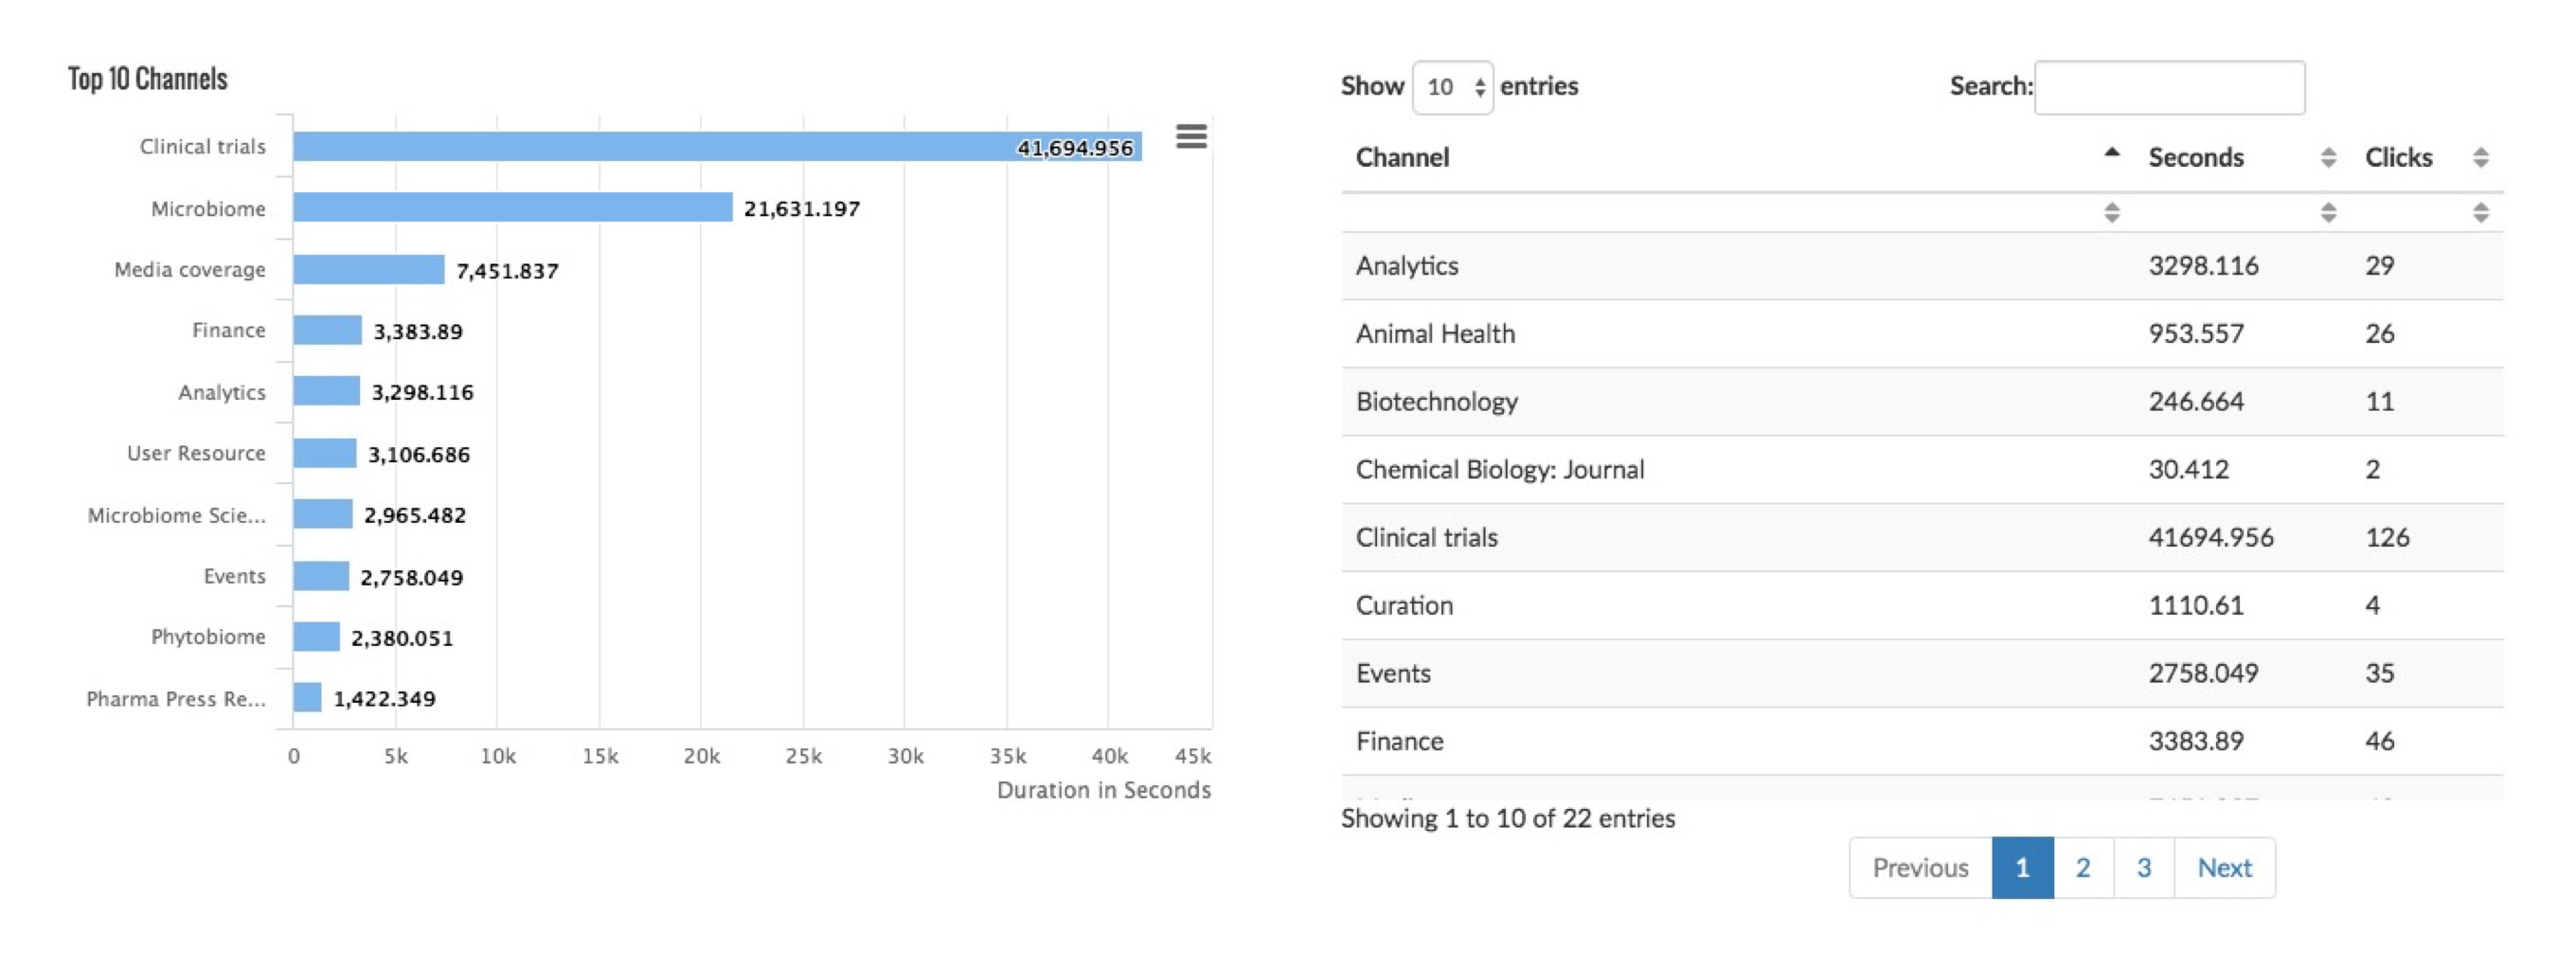 Top 10 Channels
Clinical trials 41,694.956
Microbiome 21,631.197
Media coverage 7,451.837
Finance 3,383.89
Analytics 3,298.116
User Resource 3,106.686
Microbiome Scie... 2,965.482
Events 2,758.049
Phytobiome 2,380.051
Pharma Press Re... 1,422.349
0 5k 10k 15k 20k 25k 30k 35k 40k 45k
Duration in Seconds
Show 10 entries Search:
Channel Seconds Clicks
Analytics 3298.116 29
Animal Health 953.557 26
Biotechnology 246.664 11
Chemical Biology: Journal 30.412 2
Clinical trials 41694.956 126
Curation 1110.61 4
Events 2758.049 35
Finance 3383.89 46
Showing 1 to 10 of 22 entries
Previous 1 2 3 Next